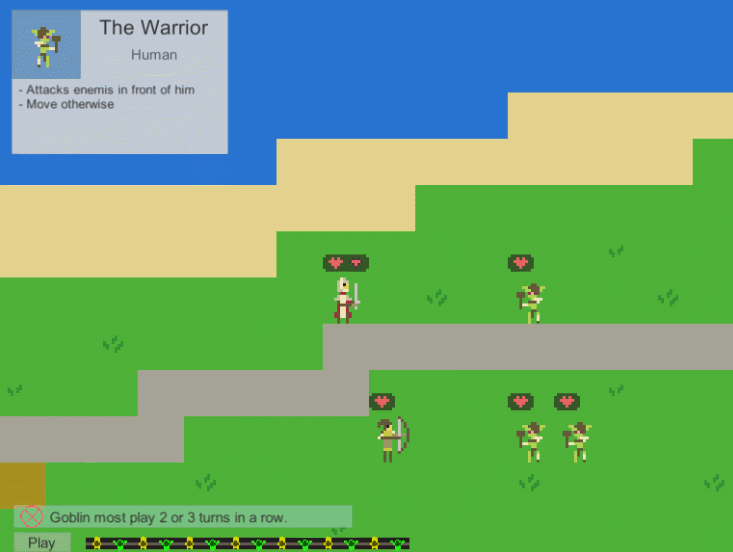 The Warrior
Human
- Attacks enemis in front of him
- Move otherwise
Goblin most play 2 or 3 turns in a row.
Play